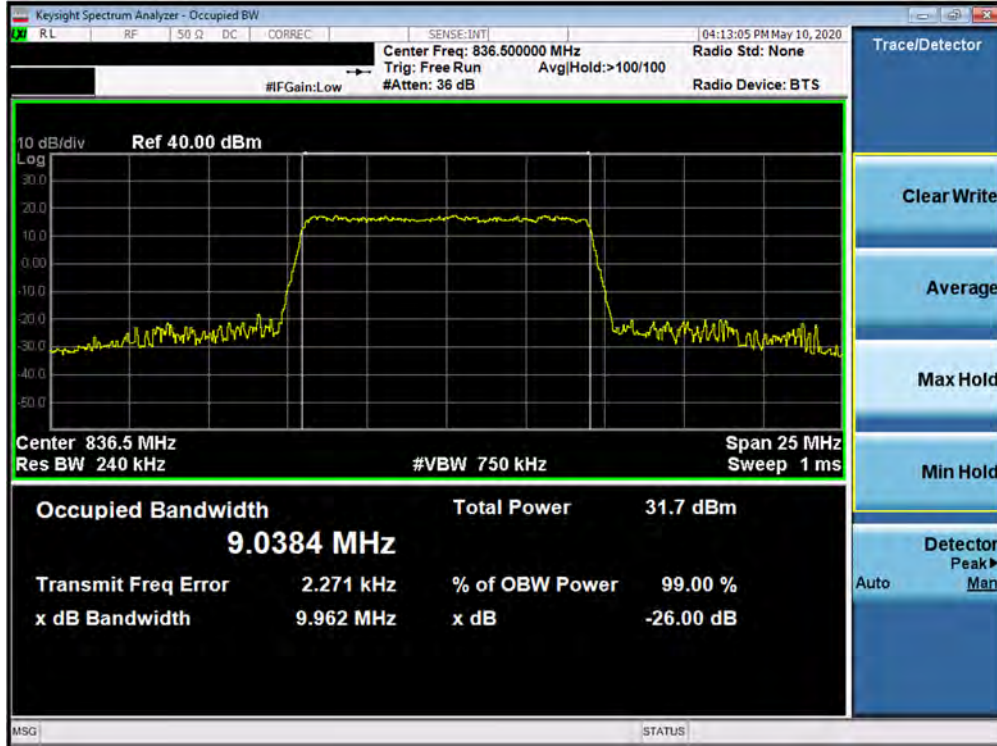 Keysight Spectrum Analyzer - Occupied BW
LXI RL RF 50 Ω DC CORREC SENSE:INT 04:13:05 PM May 10, 2020
Center Freq: 836.500000 MHz Radio Std: None
Trig: Free Run Avg|Hold:>100/100
#IFGain:Low #Atten: 36 dB Radio Device: BTS
Trace/Detector
10 dB/div Ref 40.00 dBm
Log
30.0
20.0
10.0
0.00
-10.0
-20.0
-30.0
-40.0
-50.0
Center 836.5 MHz Span 25 MHz
Res BW 240 kHz #VBW 750 kHz Sweep 1 ms
Occupied Bandwidth Total Power 31.7 dBm
9.0384 MHz
Transmit Freq Error 2.271 kHz % of OBW Power 99.00 %
x dB Bandwidth 9.962 MHz x dB -26.00 dB
Clear Write
Average
Max Hold
Min Hold
Detector
Peak▶
Auto Man
MSG STATUS